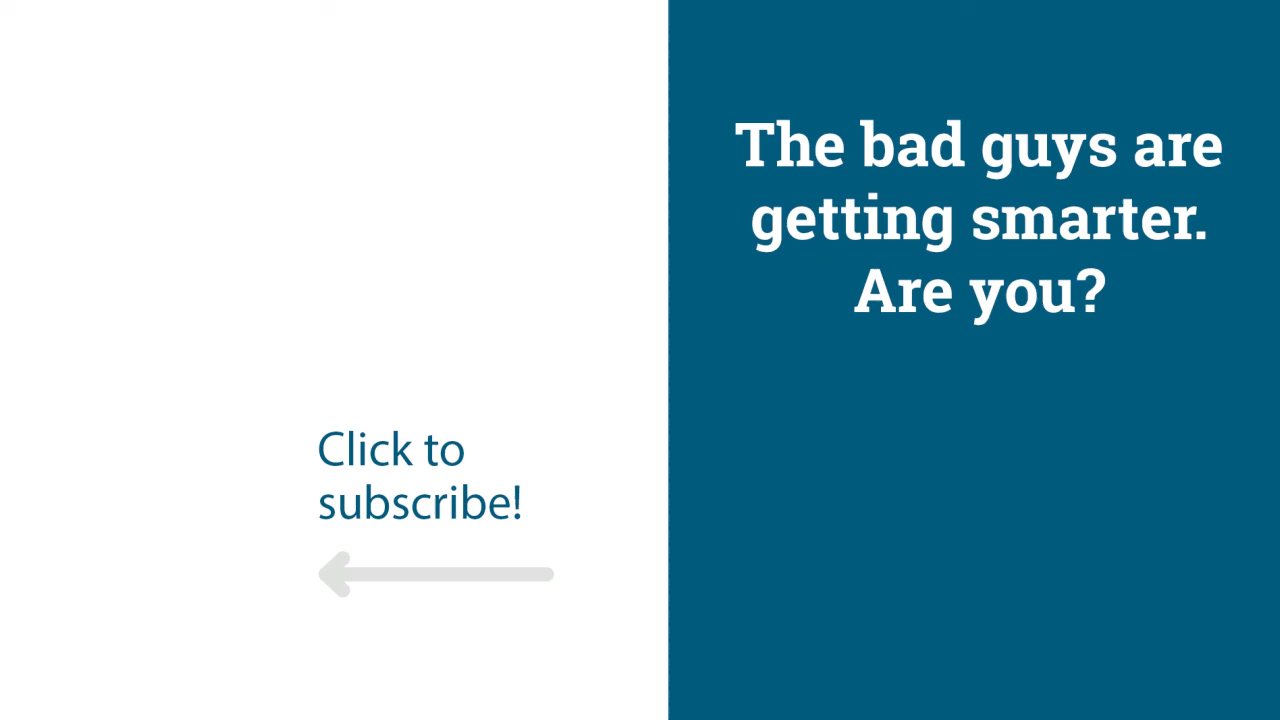 The bad guys are
getting smarter.
Are you?
Click to
subscribe!